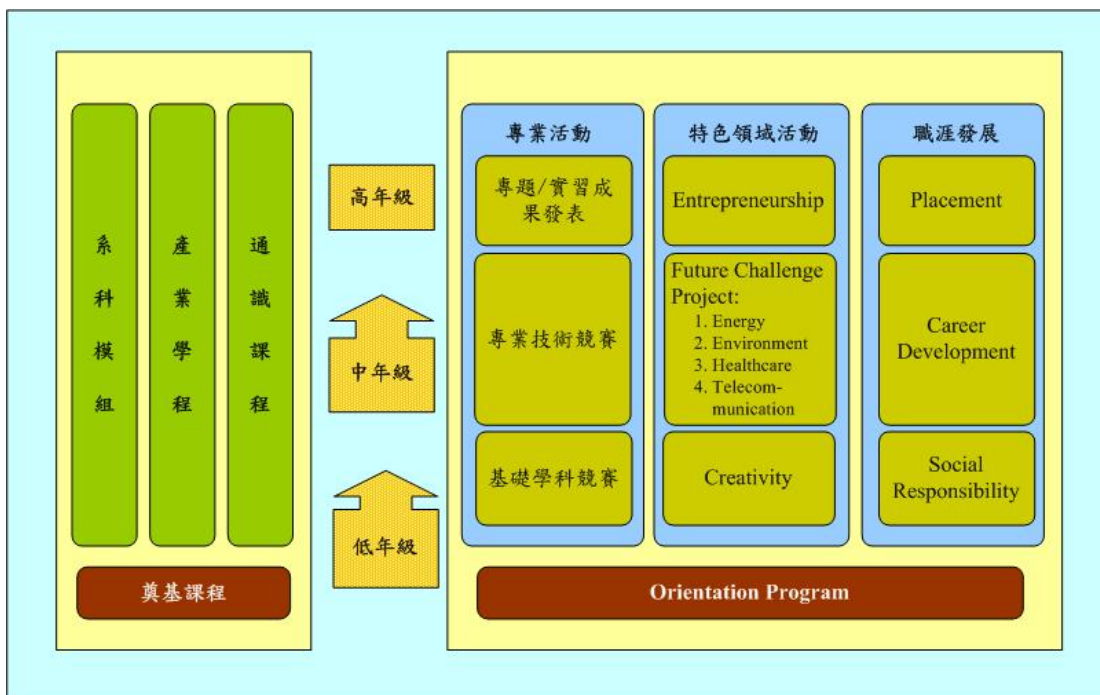 系科模組
產業學程
通識課程
奠基課程
高年級
中年級
低年級
專業活動
專題/實習成
果發表
專業技術競賽
基礎學科競賽
特色領域活動
Entrepreneurship
Future Challenge
Project:
1. Energy
2. Environment
3. Healthcare
4. Telecom-
munication
Creativity
職涯發展
Placement
Career
Development
Social
Responsibility
Orientation Program